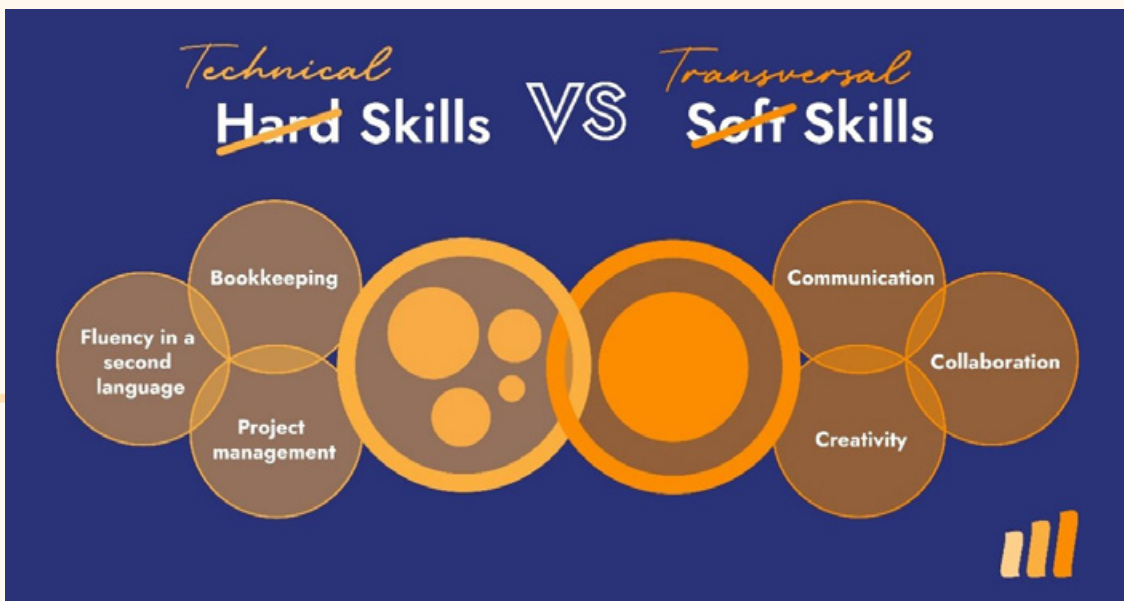 Technical
Hard Skills
VS
Transversal
Soft Skills
Bookkeeping
Fluency in a
second
language
Project
management
Communication
Collaboration
Creativity